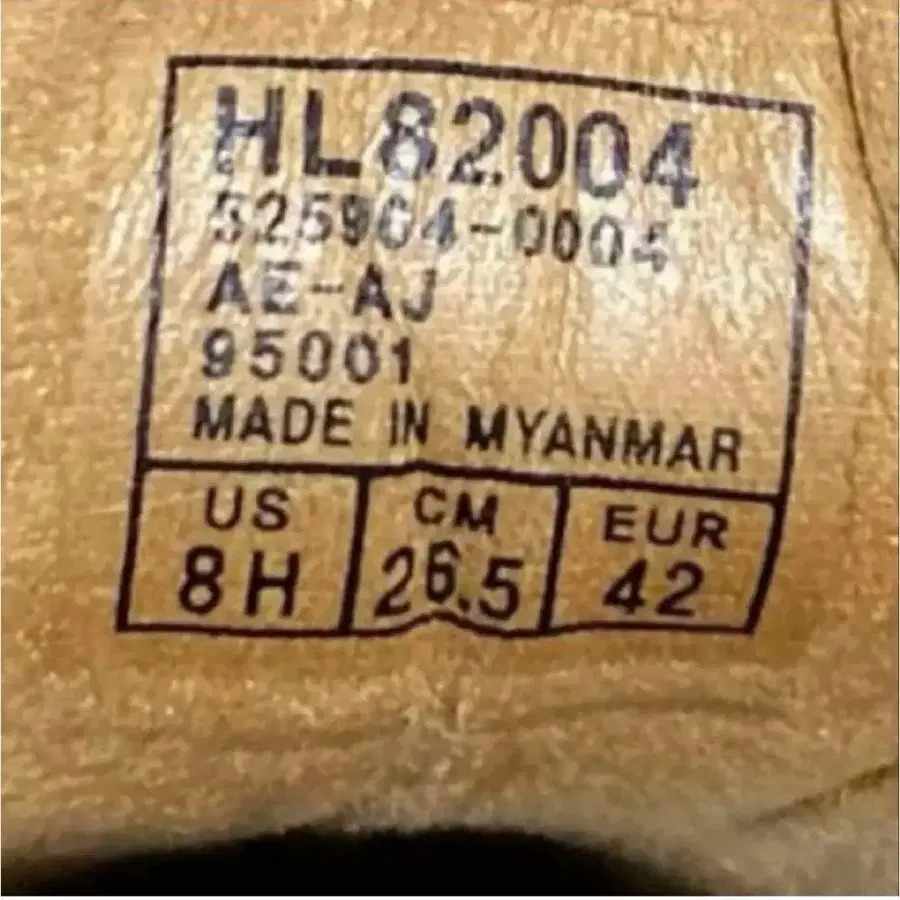 HL82004
525904-0004
AE-AJ
95001
MADE IN MYANMAR
US CM EUR
8H 26.5 42